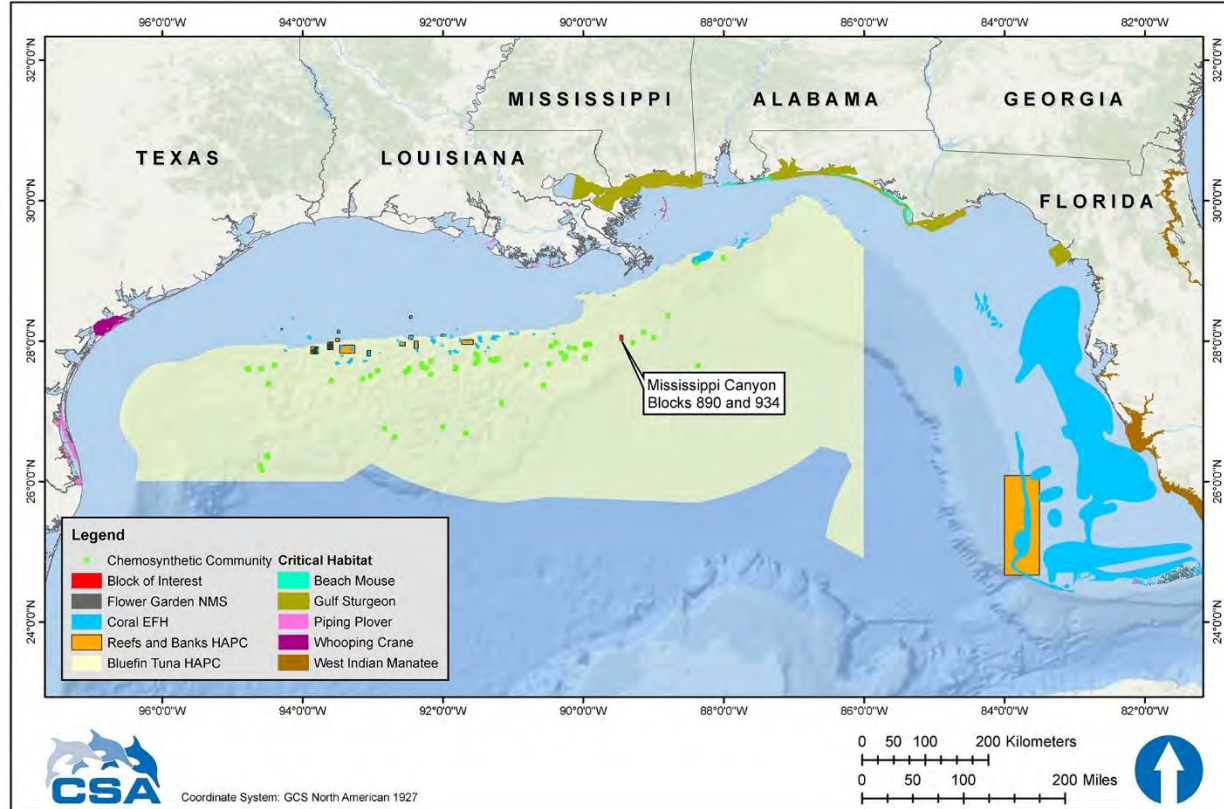 96°0'0"W 94°0'0"W 92°0'0"W 90°0'0"W 88°0'0"W 86°0'0"W 84°0'0"W 82°0'0"W
32°0'0"N 32°0'0"N
MISSISSIPPI ALABAMA GEORGIA
TEXAS LOUISIANA
FLORIDA
30°0'0"N 30°0'0"N
28°0'0"N 28°0'0"N
Mississippi Canyon
Blocks 890 and 934
26°0'0"N 26°0'0"N
24°0'0"N 24°0'0"N
Legend
Chemosynthetic Community
Block of Interest
Flower Garden NMS
Coral EFH
Reefs and Banks HAPC
Bluefin Tuna HAPC
Critical Habitat
Beach Mouse
Gulf Sturgeon
Piping Plover
Whooping Crane
West Indian Manatee
96°0'0"W 94°0'0"W 92°0'0"W 90°0'0"W 88°0'0"W 86°0'0"W 84°0'0"W 82°0'0"W
CSA
Coordinate System: GCS North American 1927
0 50 100 200 Kilometers
0 50 100 200 Miles